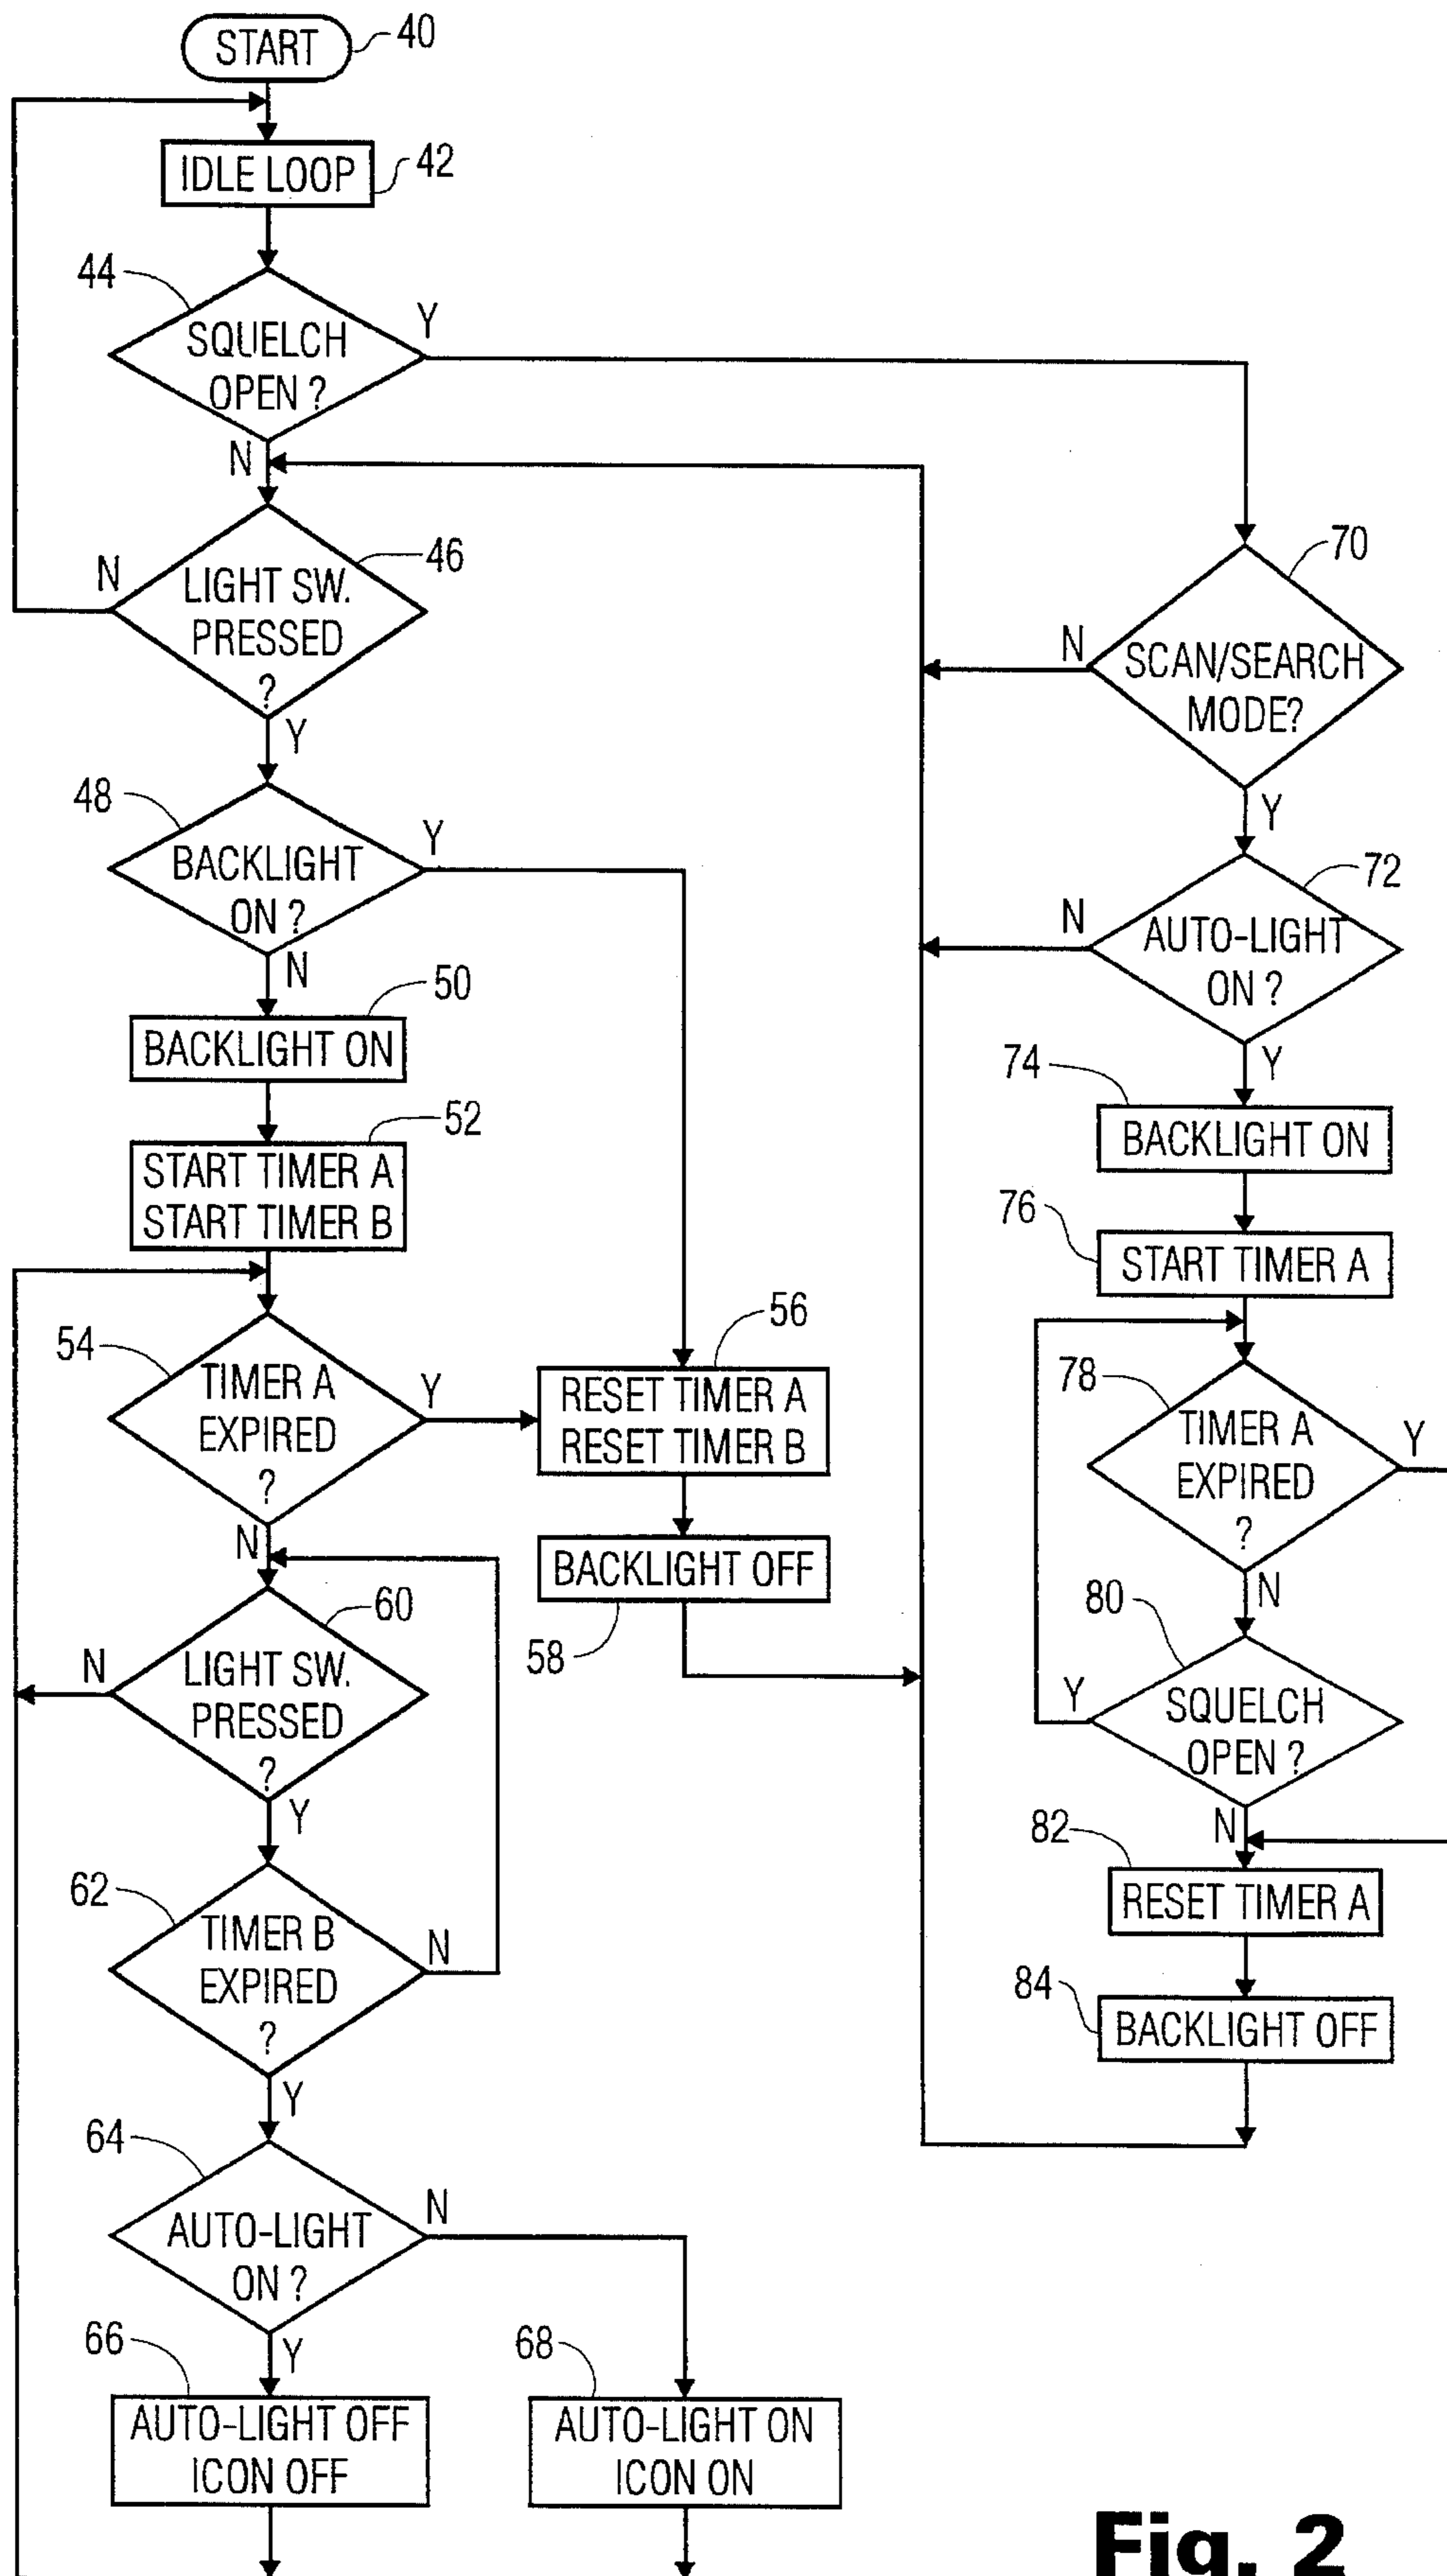 START
40
IDLE LOOP
42
44
SQUELCH
OPEN ?
Y
N
46
LIGHT SW.
PRESSED
?
N
Y
48
BACKLIGHT
ON ?
Y
N
50
BACKLIGHT ON
52
START TIMER A
START TIMER B
54
TIMER A
EXPIRED
?
Y
N
56
RESET TIMER A
RESET TIMER B
BACKLIGHT OFF
58
60
LIGHT SW.
PRESSED
?
N
Y
62
TIMER B
EXPIRED
?
N
Y
64
AUTO-LIGHT
ON ?
N
Y
66
AUTO-LIGHT OFF
ICON OFF
68
AUTO-LIGHT ON
ICON ON
70
SCAN/SEARCH
MODE?
N
Y
72
AUTO-LIGHT
ON ?
N
Y
74
BACKLIGHT ON
76
START TIMER A
78
TIMER A
EXPIRED
?
Y
N
80
SQUELCH
OPEN ?
Y
N
82
RESET TIMER A
84
BACKLIGHT OFF
Fig. 2